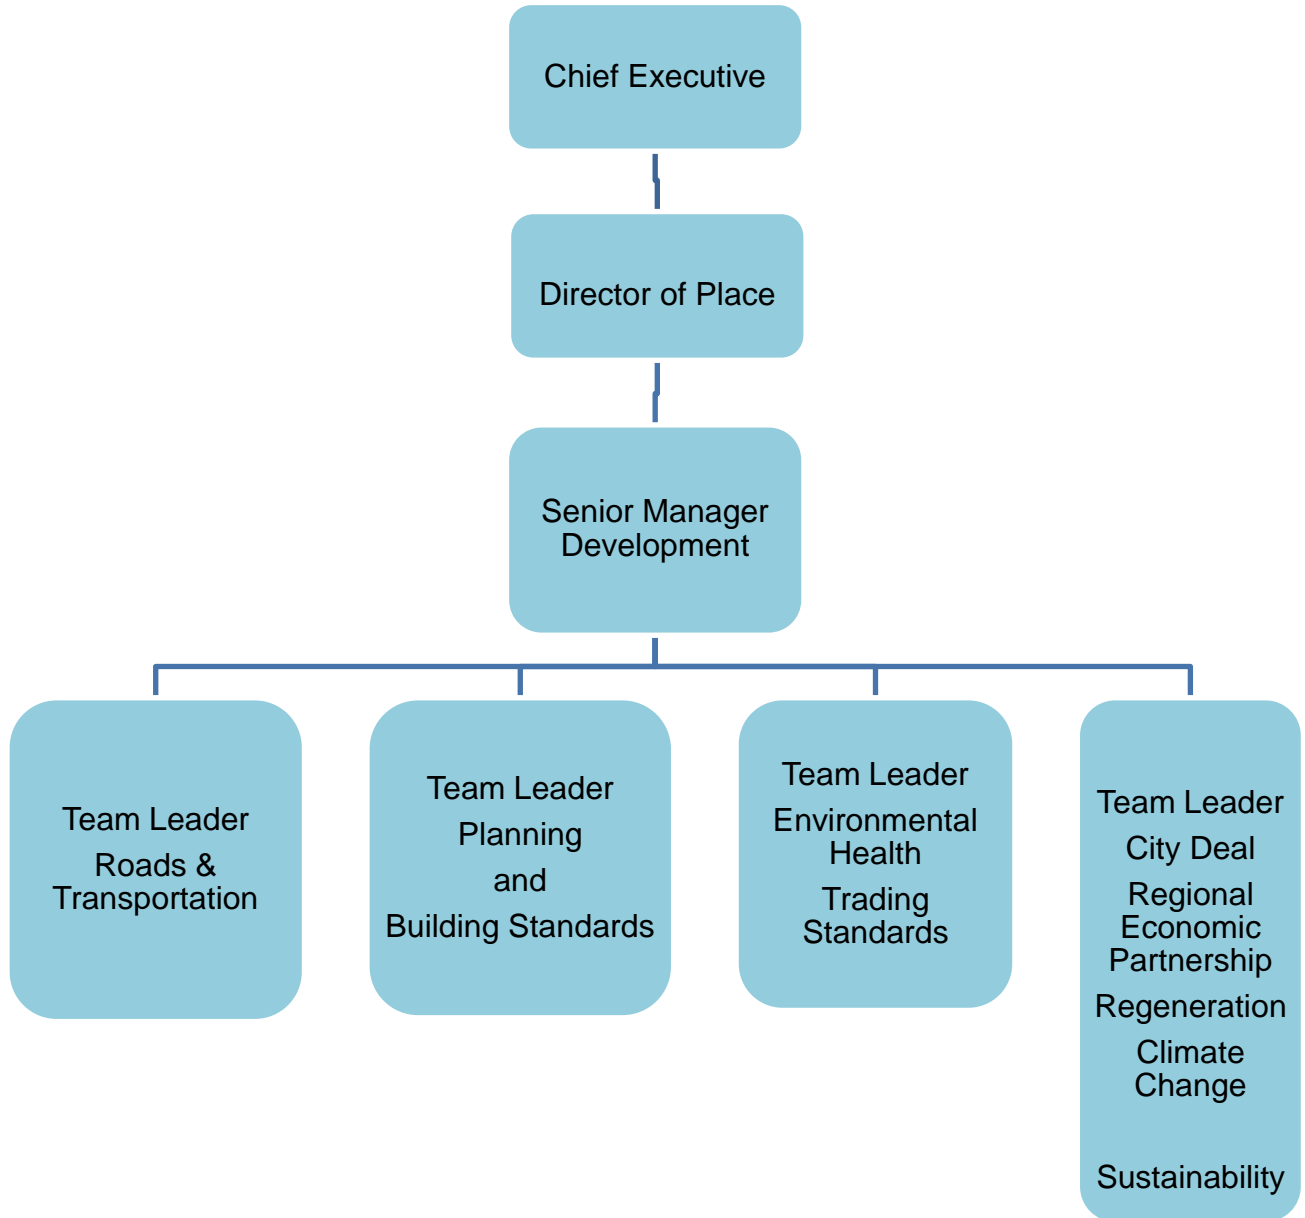 Chief Executive
Director of Place
Senior Manager
Development
Team Leader
Roads &
Transportation
Team Leader
Planning
and
Building Standards
Team Leader
Environmental
Health
Trading
Standards
Team Leader
City Deal
Regional
Economic
Partnership
Regeneration
Climate
Change
Sustainability